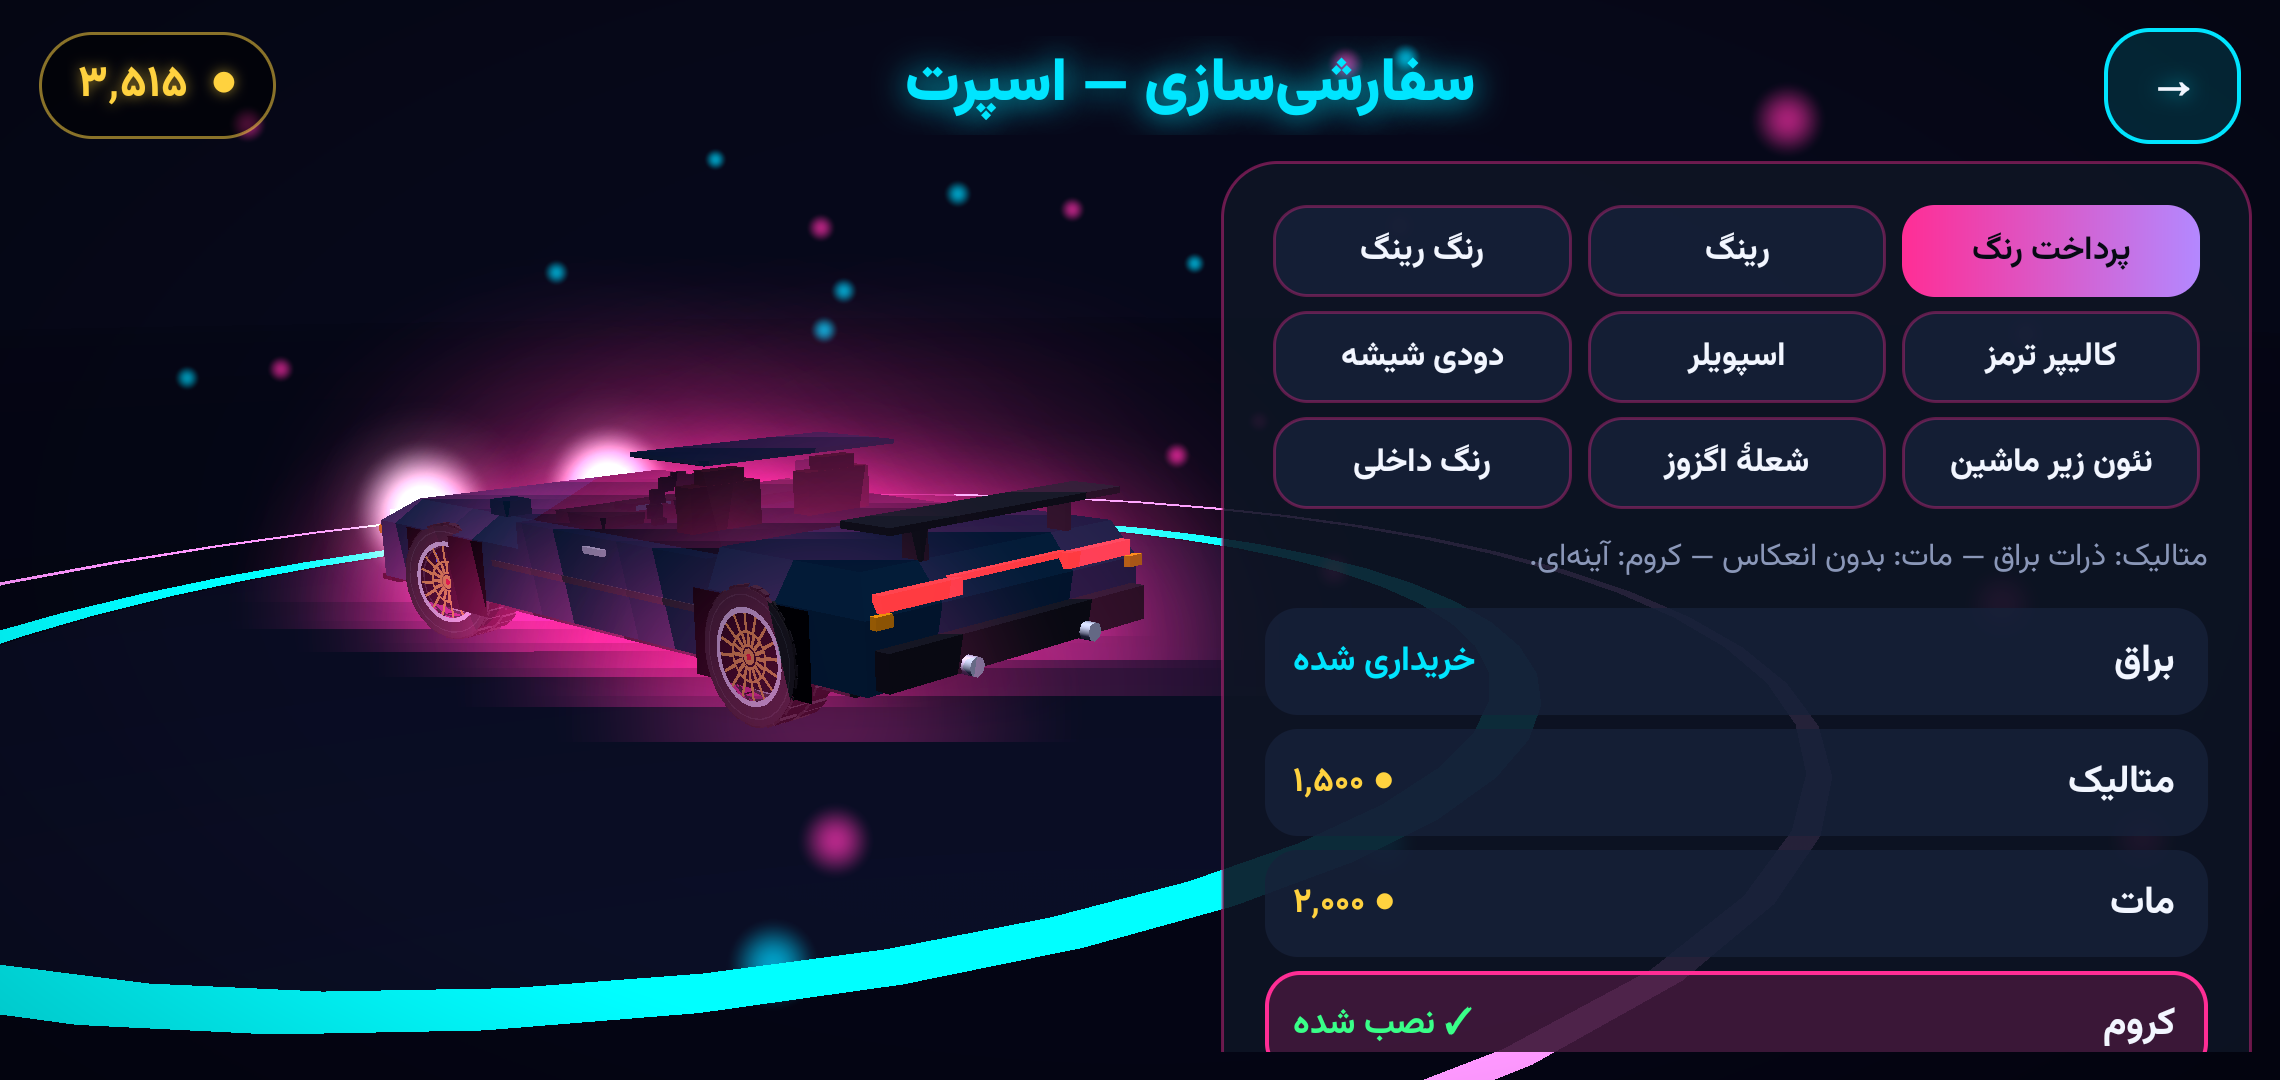 →
سفارشی‌سازی — اسپرت
۳,۵۱۵
پرداخت رنگ
رینگ
رنگ رینگ
کالیپر ترمز
اسپویلر
دودی شیشه
نئون زیر ماشین
شعلهٔ اگزوز
رنگ داخلی
متالیک: ذرات براق — مات: بدون انعکاس — کروم: آینه‌ای.
براق خریداری شده
متالیک ۱,۵۰۰
مات ۲,۰۰۰
کروم ✓ نصب شده